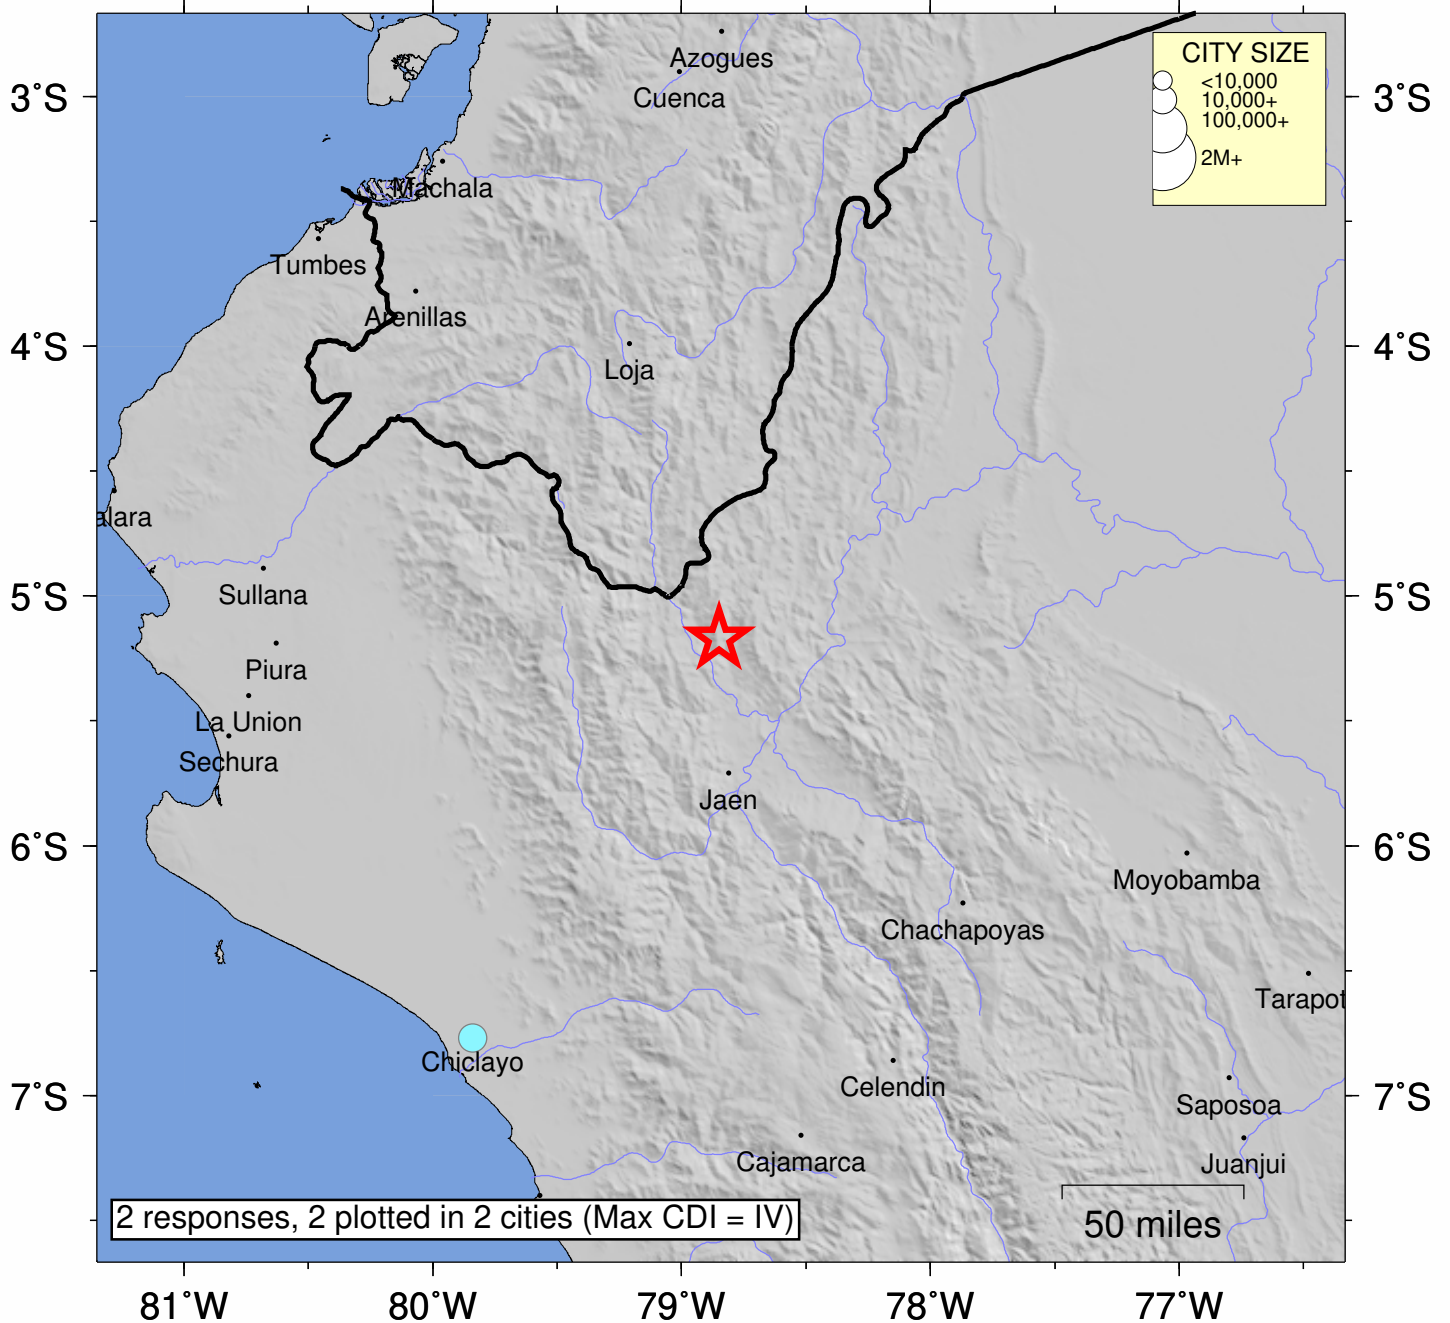 Azogues
Cuenca
CITY SIZE
<10,000
10,000+
100,000+
2M+
3°S
3°S
Machala
Tumbes
Arenillas
4°S
4°S
Loja
alara
5°S
5°S
Sullana
Piura
La Union
Sechura
Jaen
6°S
6°S
Moyobamba
Chachapoyas
Tarapot
Chiclayo
Celendin
7°S
7°S
Saposoa
Cajamarca
Juanjui
2 responses, 2 plotted in 2 cities (Max CDI = IV)
50 miles
81°W
80°W
79°W
78°W
77°W